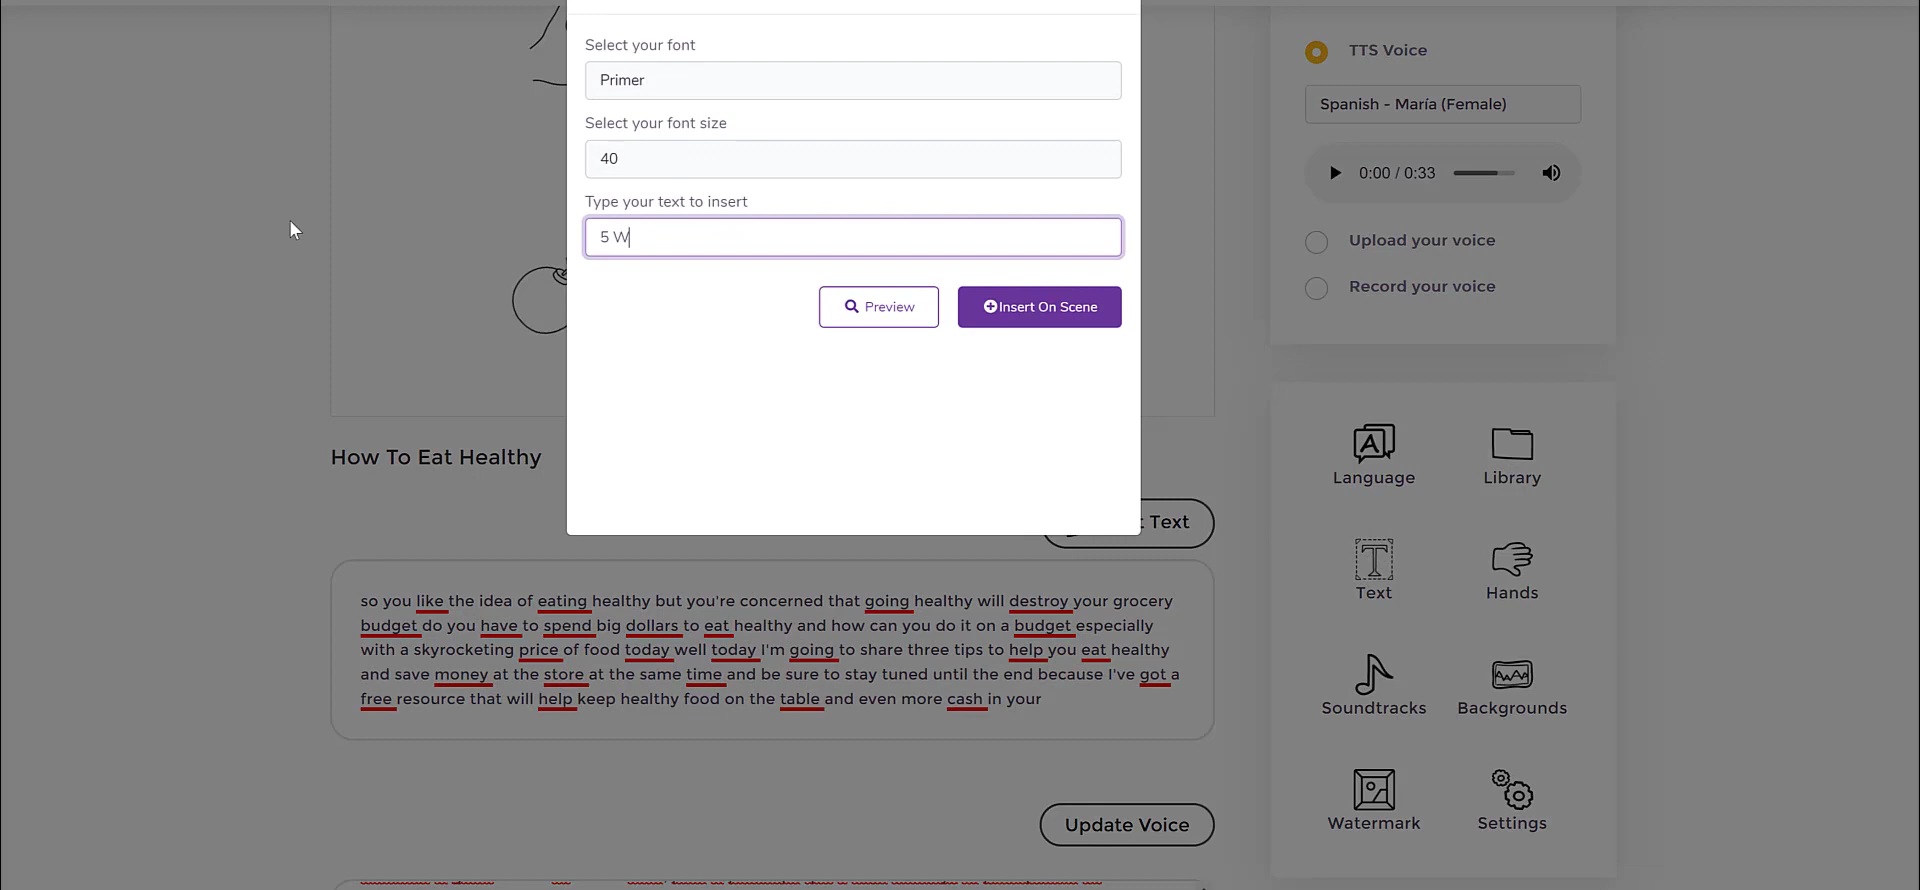 Select your font
Primer
Select your font size
40
Type your text to insert
5 W
Preview
Insert On Scene
TTS Voice
Spanish - María (Female)
0:00 / 0:33
Upload your voice
Record your voice
Language
Library
Text
Hands
Soundtracks
Backgrounds
Watermark
Settings
How To Eat Healthy
Text
so you like the idea of eating healthy but you're concerned that going healthy will destroy your grocery
budget do you have to spend big dollars to eat healthy and how can you do it on a budget especially
with a skyrocketing price of food today well today I'm going to share three tips to help you eat healthy
and save money at the store at the same time and be sure to stay tuned until the end because I've got a
free resource that will help keep healthy food on the table and even more cash in your
Update Voice